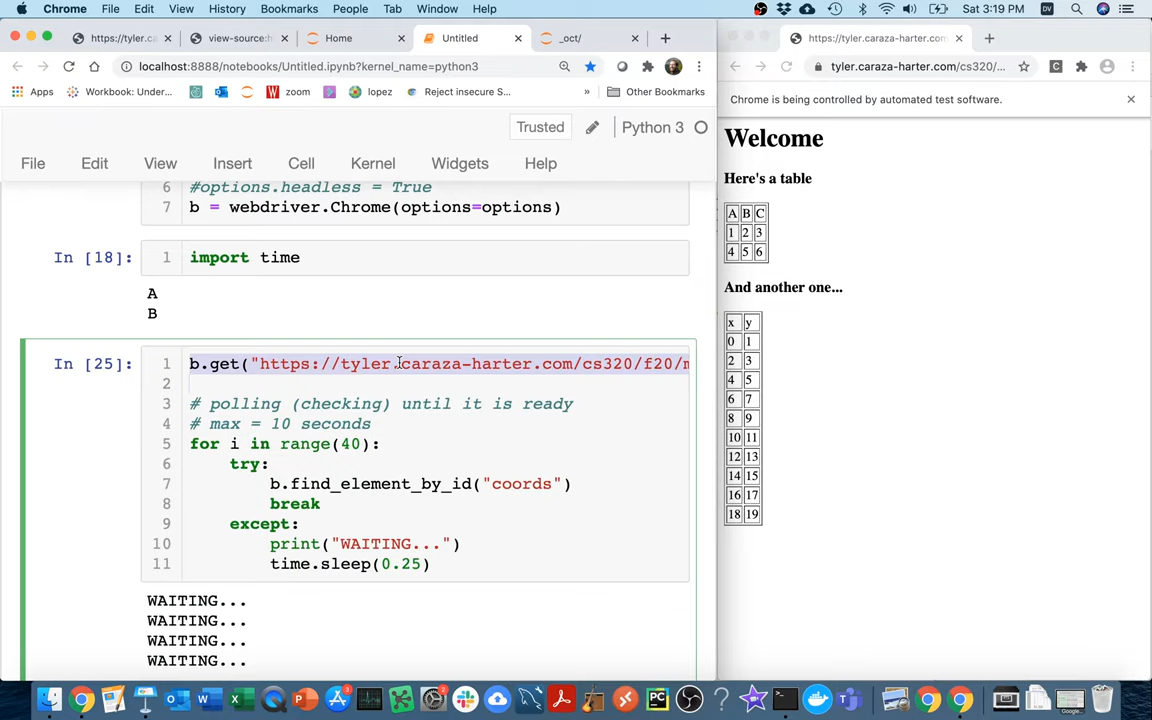 Chrome File Edit View History Bookmarks People Tab Window Help Sat 3:19 PM
https://tyler.ca
view-source:h
Home
Untitled
_oct/
localhost:8888/notebooks/Untitled.ipynb?kernel_name=python3
Apps
Workbook: Under...
zoom
lopez
Reject insecure S...
»
Other Bookmarks
Trusted
Python 3
File Edit View Insert Cell Kernel Widgets Help
6 #options.headless = True
7 b = webdriver.Chrome(options=options)
In [18]: 1 import time
A
B
In [25]: 1 b.get("https://tyler.caraza-harter.com/cs320/f20/m
2
3 # polling (checking) until it is ready
4 # max = 10 seconds
5 for i in range(40):
6 try:
7 b.find_element_by_id("coords")
8 break
9 except:
10 print("WAITING...")
11 time.sleep(0.25)
WAITING...
WAITING...
WAITING...
WAITING...
https://tyler.caraza-harter.com
tyler.caraza-harter.com/cs320/...
Chrome is being controlled by automated test software.
Welcome
Here's a table
A B C
1 2 3
4 5 6
And another one...
x y
0 1
2 3
4 5
6 7
8 9
10 11
12 13
14 15
16 17
18 19